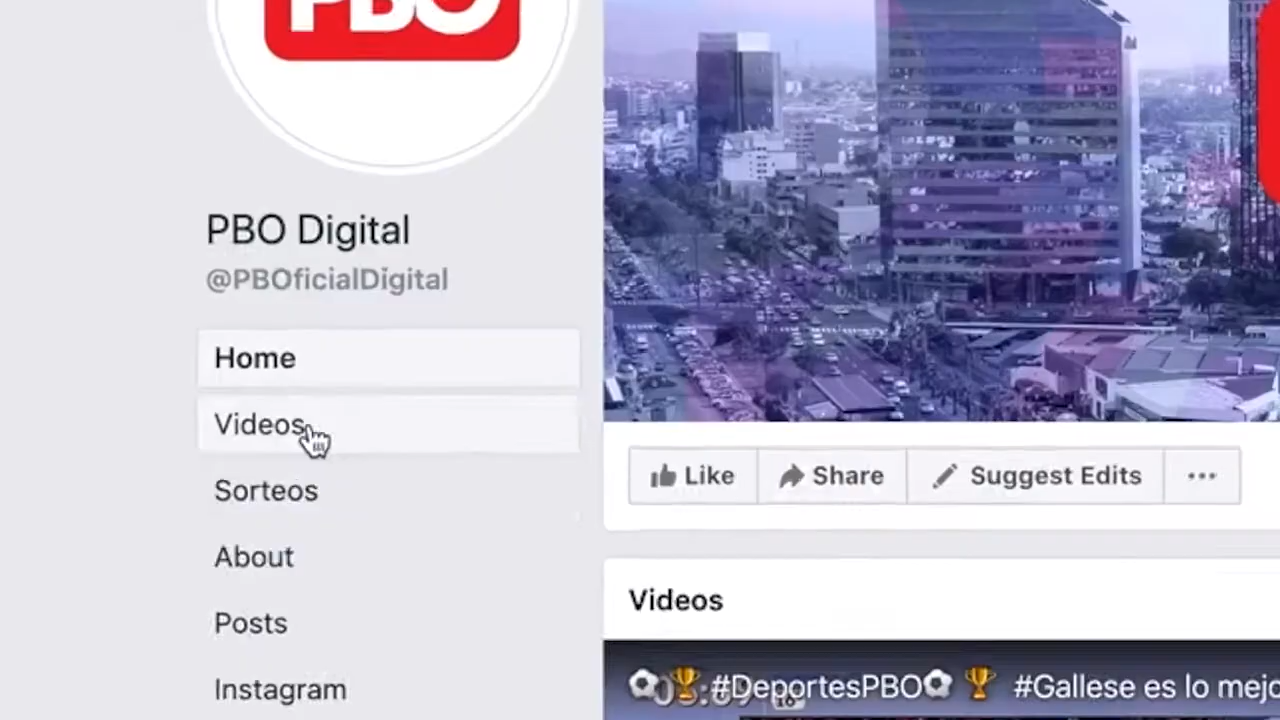 PBO
PBO Digital
@PBOficialDigital
Home
Videos
Sorteos
About
Posts
Instagram
Like
Share
Suggest Edits
Videos
#DeportesPBO #Gallese es lo